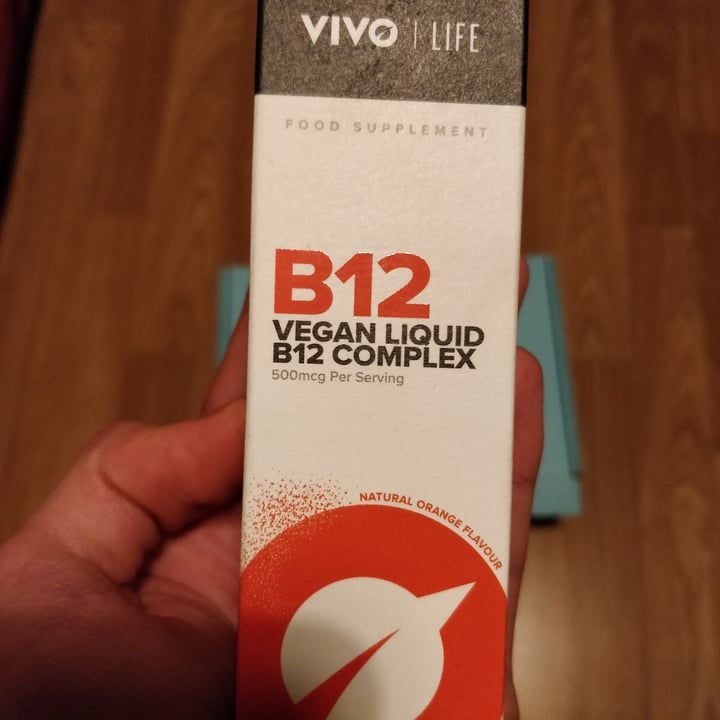 VIVO | LIFE
FOOD SUPPLEMENT
B12
VEGAN LIQUID
B12 COMPLEX
500mcg Per Serving
NATURAL ORANGE FLAVOUR